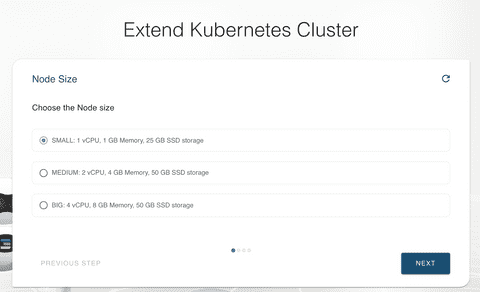 Extend Kubernetes Cluster
Node Size
Choose the Node size
SMALL: 1 vCPU, 1 GB Memory, 25 GB SSD storage
MEDIUM: 2 vCPU, 4 GB Memory, 50 GB SSD storage
BIG: 4 vCPU, 8 GB Memory, 50 GB SSD storage
PREVIOUS STEP
NEXT